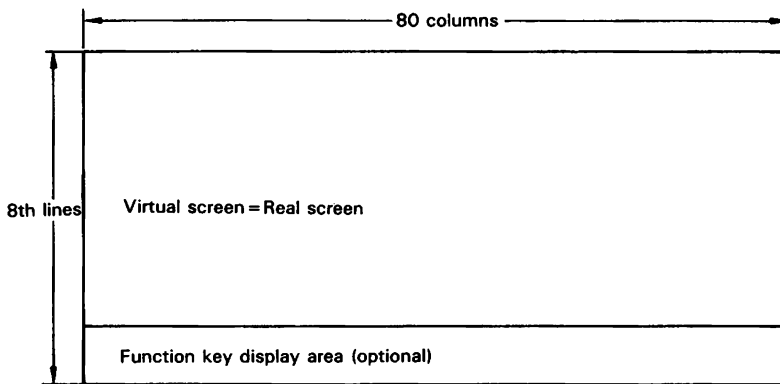 80 columns
8th lines
Virtual screen = Real screen
Function key display area (optional)